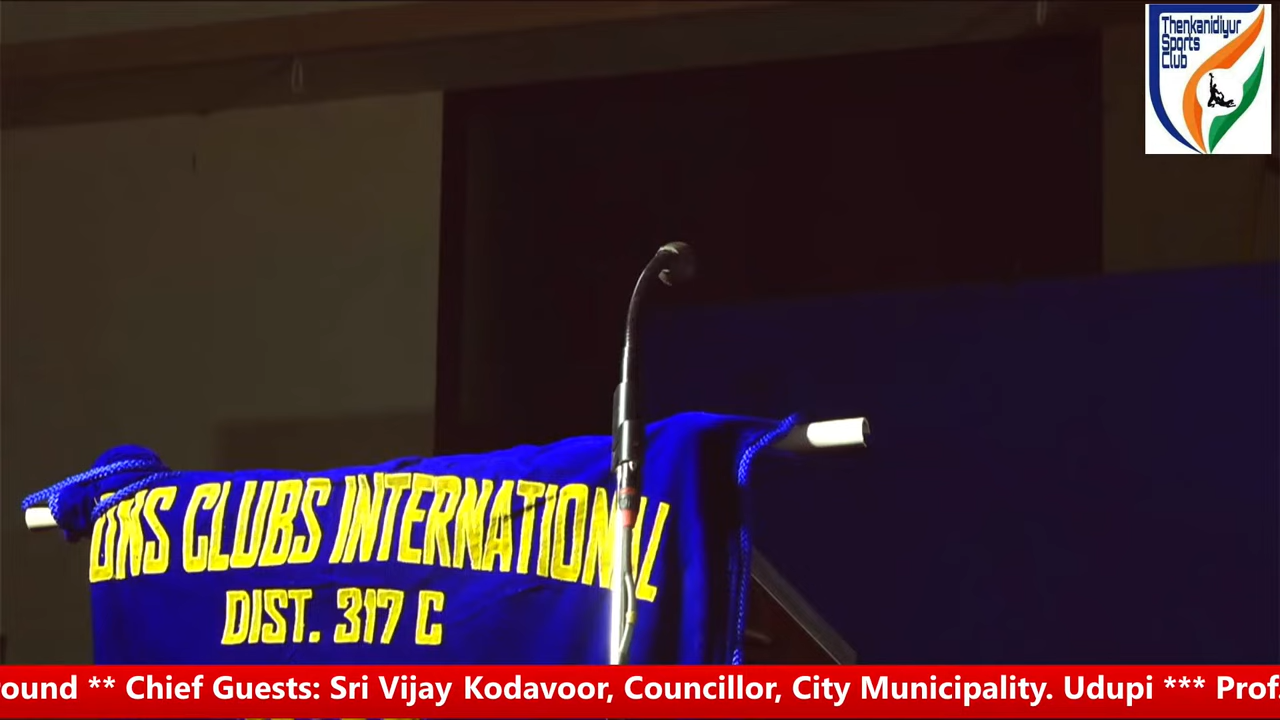 Thenkanidiyur
Sports
Club
ONS CLUBS INTERNATIONAL
DIST. 317 C
ound ** Chief Guests: Sri Vijay Kodavoor, Councillor, City Municipality. Udupi *** Prof.